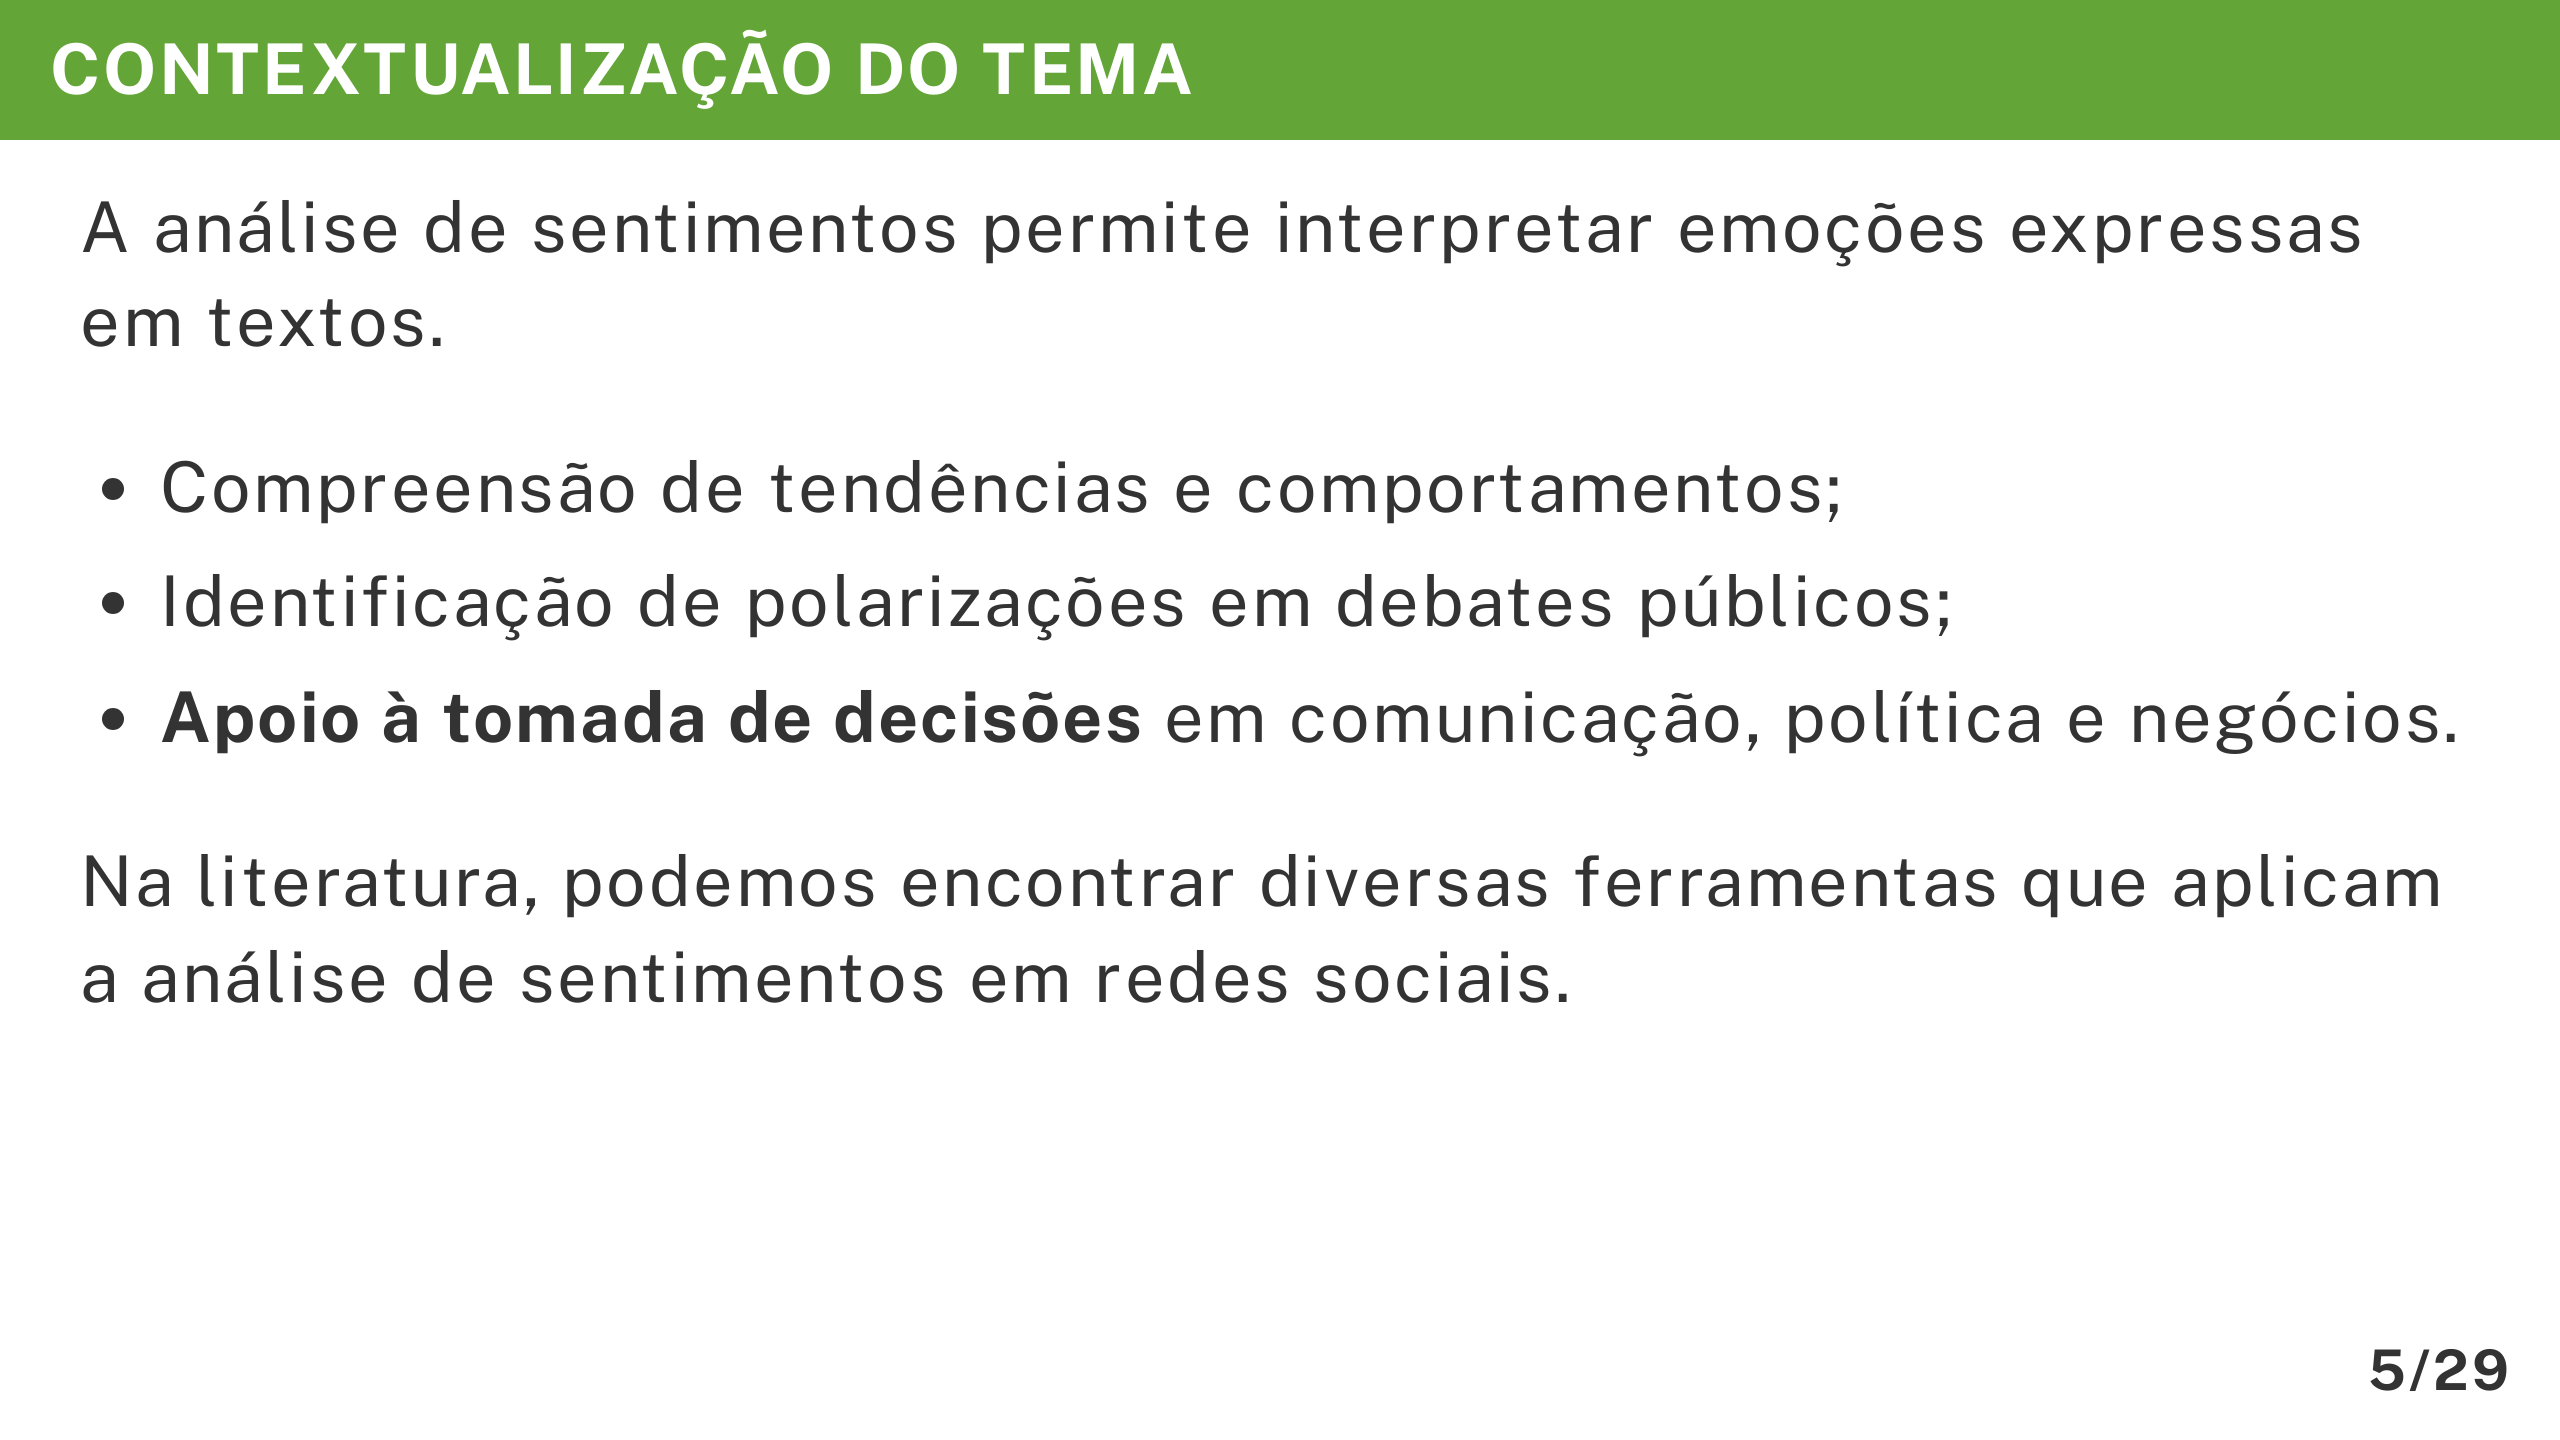 CONTEXTUALIZAÇÃO DO TEMA
A análise de sentimentos permite interpretar emoções expressas
em textos.
• Compreensão de tendências e comportamentos;
• Identificação de polarizações em debates públicos;
• Apoio à tomada de decisões em comunicação, política e negócios.
Na literatura, podemos encontrar diversas ferramentas que aplicam
a análise de sentimentos em redes sociais.
5/29